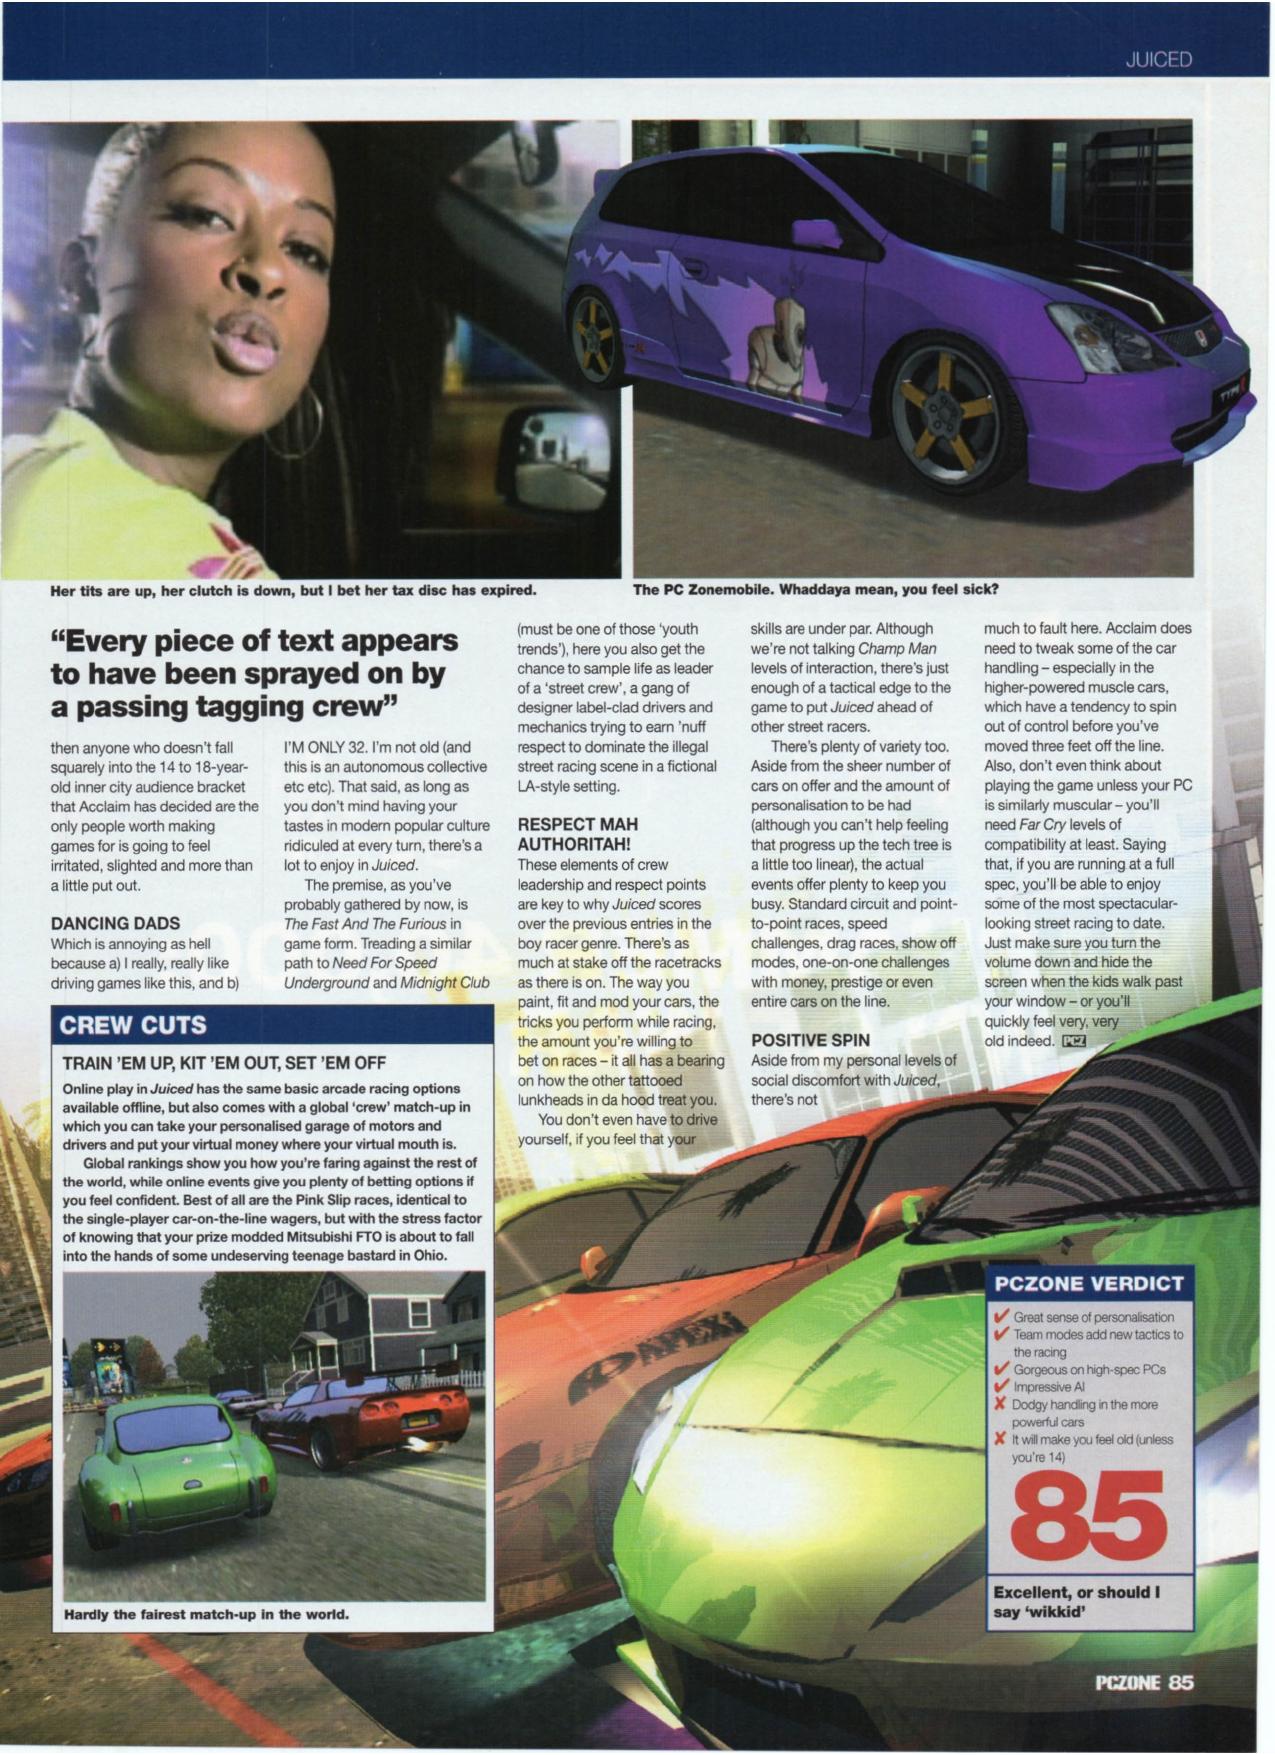 JUICED
Her tits are up, her clutch is down, but I bet her tax disc has expired.
The PC Zonemobile. Whaddaya mean, you feel sick?
“Every piece of text appears
to have been sprayed on by
a passing tagging crew”
then anyone who doesn’t fall
squarely into the 14 to 18-year-
old inner city audience bracket
that Acclaim has decided are the
only people worth making
games for is going to feel
irritated, slighted and more than
a little put out.
DANCING DADS
Which is annoying as hell
because a) I really, really like
driving games like this, and b)
I’M ONLY 32. I’m not old (and
this is an autonomous collective
etc etc). That said, as long as
you don’t mind having your
tastes in modern popular culture
ridiculed at every turn, there’s a
lot to enjoy in Juiced.
The premise, as you’ve
probably gathered by now, is
The Fast And The Furious in
game form. Treading a similar
path to Need For Speed
Underground and Midnight Club
(must be one of those ‘youth
trends’), here you also get the
chance to sample life as leader
of a ‘street crew’, a gang of
designer label-clad drivers and
mechanics trying to earn ’nuff
respect to dominate the illegal
street racing scene in a fictional
LA-style setting.
RESPECT MAH
AUTHORITAH!
These elements of crew
leadership and respect points
are key to why Juiced scores
over the previous entries in the
boy racer genre. There’s as
much at stake off the racetracks
as there is on. The way you
paint, fit and mod your cars, the
tricks you perform while racing,
the amount you’re willing to
bet on races – it all has a bearing
on how the other tattooed
lunkheads in da hood treat you.
You don’t even have to drive
yourself, if you feel that your
skills are under par. Although
we’re not talking Champ Man
levels of interaction, there’s just
enough of a tactical edge to the
game to put Juiced ahead of
other street racers.
There’s plenty of variety too.
Aside from the sheer number of
cars on offer and the amount of
personalisation to be had
(although you can’t help feeling
that progress up the tech tree is
a little too linear), the actual
events offer plenty to keep you
busy. Standard circuit and point-
to-point races, speed
challenges, drag races, show off
modes, one-on-one challenges
with money, prestige or even
entire cars on the line.
POSITIVE SPIN
Aside from my personal levels of
social discomfort with Juiced,
there’s not
much to fault here. Acclaim does
need to tweak some of the car
handling – especially in the
higher-powered muscle cars,
which have a tendency to spin
out of control before you’ve
moved three feet off the line.
Also, don’t even think about
playing the game unless your PC
is similarly muscular – you’ll
need Far Cry levels of
compatibility at least. Saying
that, if you are running at a full
spec, you’ll be able to enjoy
some of the most spectacular-
looking street racing to date.
Just make sure you turn the
volume down and hide the
screen when the kids walk past
your window – or you’ll
quickly feel very, very
old indeed. PCZ
CREW CUTS
TRAIN ’EM UP, KIT ’EM OUT, SET ’EM OFF
Online play in Juiced has the same basic arcade racing options
available offline, but also comes with a global ‘crew’ match-up in
which you can take your personalised garage of motors and
drivers and put your virtual money where your virtual mouth is.
Global rankings show you how you’re faring against the rest of
the world, while online events give you plenty of betting options if
you feel confident. Best of all are the Pink Slip races, identical to
the single-player car-on-the-line wagers, but with the stress factor
of knowing that your prize modded Mitsubishi FTO is about to fall
into the hands of some undeserving teenage bastard in Ohio.
Hardly the fairest match-up in the world.
APEXi
PCZONE VERDICT
✔ Great sense of personalisation
✔ Team modes add new tactics to
the racing
✔ Gorgeous on high-spec PCs
✔ Impressive AI
✘ Dodgy handling in the more
powerful cars
✘ It will make you feel old (unless
you’re 14)
85
Excellent, or should I
say ‘wikkid’
PCZONE 85